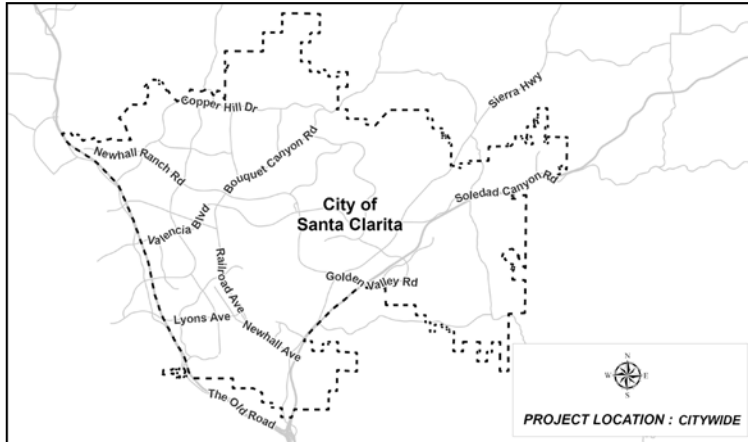 Copper Hill Dr
Sierra Hwy
Newhall Ranch Rd
Bouquet Canyon Rd
City of
Santa Clarita
Soledad Canyon Rd
Valencia Blvd
Railroad Ave
Golden Valley Rd
Lyons Ave
Newhall Ave
The Old Road
N
W
E
S
PROJECT LOCATION : CITYWIDE